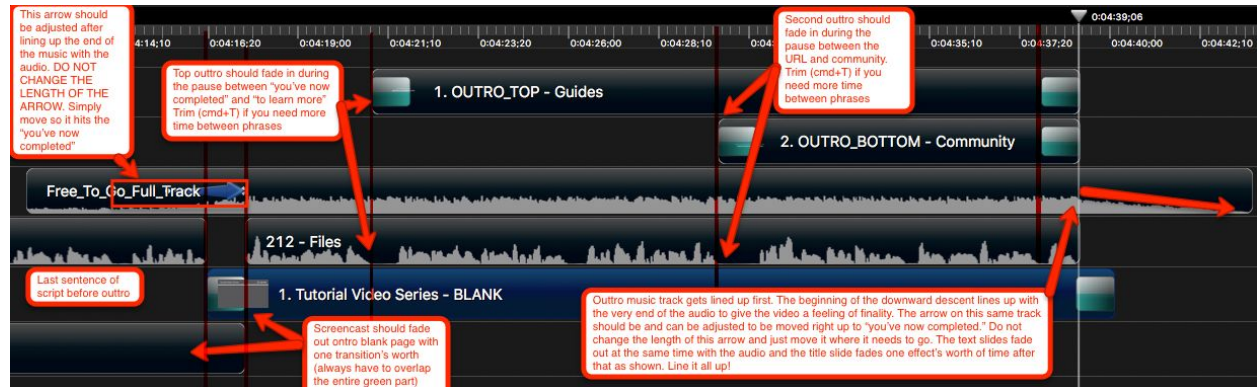 This arrow should
be adjusted after
lining up the end of
the music with the
audio. DO NOT
CHANGE THE
LENGTH OF THE
ARROW. Simply
move so it hits the
“you’ve now
completed”
4:14;10
0:04:16;20
0:04:19;00
0:04:21;10
0:04:23;20
0:04:26;00
0:04:28;10
0:04:35;10
0:04:37;20
0:04:40;00
0:04:42;10
0:04:39;06
Top outtro should fade in during
the pause between “you’ve now
completed” and “to learn more”
Trim (cmd+T) if you need more
time between phrases
Second outtro should
fade in during the
pause between the
URL and community.
Trim (cmd+T) if you
need more time
between phrases
1. OUTRO_TOP - Guides
2. OUTRO_BOTTOM - Community
Free_To_Go_Full_Track
212 - Files
Last sentence of
script before outtro
1. Tutorial Video Series - BLANK
Screencast should fade
out ontro blank page with
one transition’s worth
(always have to overlap
the entire green part)
Outtro music track gets lined up first. The beginning of the downward descent lines up with
the very end of the audio to give the video a feeling of finality. The arrow on this same track
should be and can be adjusted to be moved right up to “you’ve now completed.” Do not
change the length of this arrow and just move it where it needs to go. The text slides fade
out at the same time with the audio and the title slide fades one effect’s worth of time after
that as shown. Line it all up!